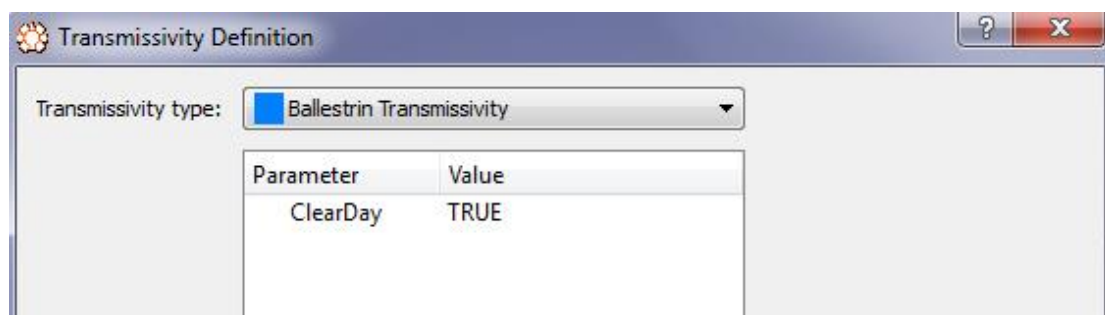 Transmissivity Definition
Transmissivity type: Ballestrin Transmissivity
Parameter Value
ClearDay TRUE